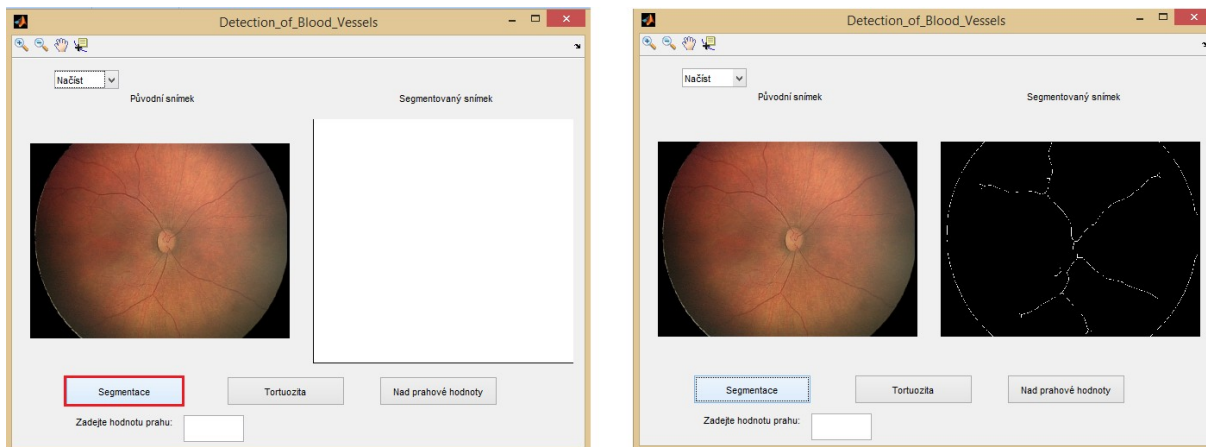 Detection_of_Blood_Vessels
Načíst
Původní snímek
Segmentovaný snímek
Segmentace
Tortuozita
Nad prahové hodnoty
Zadejte hodnotu prahu:
Detection_of_Blood_Vessels
Načíst
Původní snímek
Segmentovaný snímek
Segmentace
Tortuozita
Nad prahové hodnoty
Zadejte hodnotu prahu: